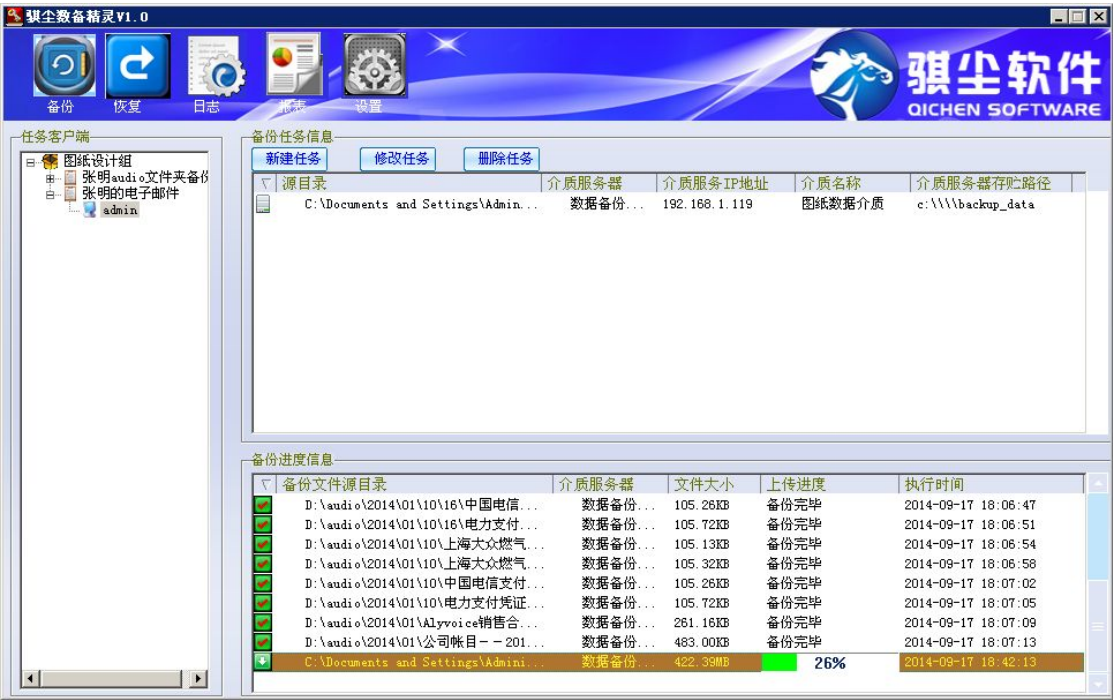 骐尘数备精灵V1.0
备份 恢复 日志 报表 设置
骐尘软件
QICHEN SOFTWARE
任务客户端
图纸设计组
张明audio文件夹备份
张明的电子邮件
admin
备份任务信息
新建任务 修改任务 删除任务
源目录 介质服务器 介质服务IP地址 介质名称 介质服务器存贮路径
C:\Documents and Settings\Admin... 数据备份... 192.168.1.119 图纸数据介质 c:\\\\backup_data
备份进度信息
备份文件源目录 介质服务器 文件大小 上传进度 执行时间
D:\audio\2014\01\10\16\中国电信... 数据备份... 105.26KB 备份完毕 2014-09-17 18:06:47
D:\audio\2014\01\10\16\电力支付... 数据备份... 105.72KB 备份完毕 2014-09-17 18:06:51
D:\audio\2014\01\10\上海大众燃气... 数据备份... 105.13KB 备份完毕 2014-09-17 18:06:54
D:\audio\2014\01\10\上海大众燃气... 数据备份... 105.32KB 备份完毕 2014-09-17 18:06:58
D:\audio\2014\01\10\中国电信支付... 数据备份... 105.26KB 备份完毕 2014-09-17 18:07:02
D:\audio\2014\01\10\电力支付凭证... 数据备份... 105.72KB 备份完毕 2014-09-17 18:07:05
D:\audio\2014\01\Alyvoice销售合... 数据备份... 261.16KB 备份完毕 2014-09-17 18:07:09
D:\audio\2014\01\公司帐目--201... 数据备份... 483.00KB 备份完毕 2014-09-17 18:07:13
C:\Documents and Settings\Admini... 数据备份... 422.39MB 26% 2014-09-17 18:42:13